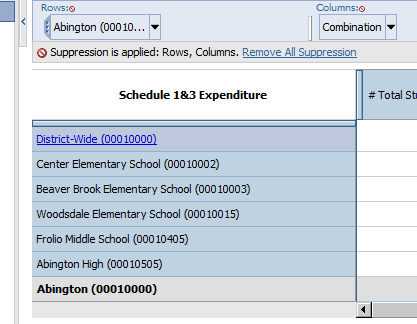 Rows: Columns:
Abington (00010... Combination
Suppression is applied: Rows, Columns. Remove All Suppression
Schedule 1&3 Expenditure # Total Stu
District-Wide (00010000)
Center Elementary School (00010002)
Beaver Brook Elementary School (00010003)
Woodsdale Elementary School (00010015)
Frolio Middle School (00010405)
Abington High (00010505)
Abington (00010000)